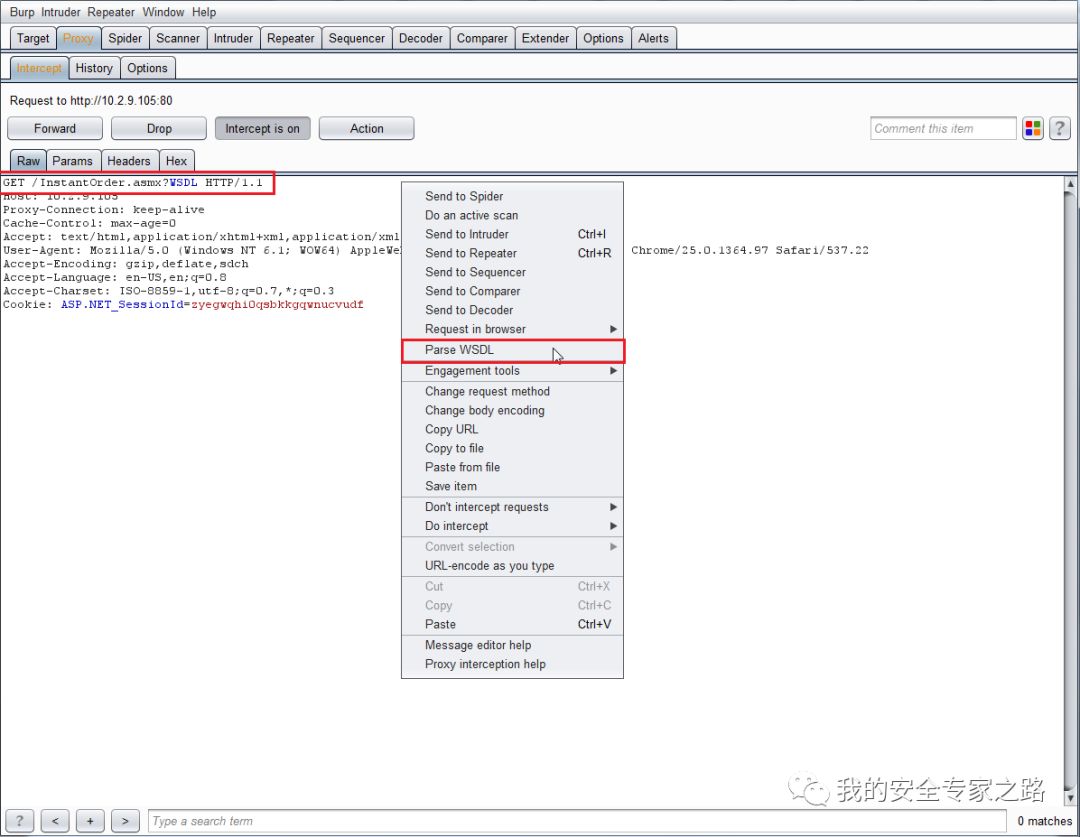 Burp Intruder Repeater Window Help
Target Proxy Spider Scanner Intruder Repeater Sequencer Decoder Comparer Extender Options Alerts
Intercept History Options
Request to http://10.2.9.105:80
Forward Drop Intercept is on Action Comment this item ?
Raw Params Headers Hex
GET /InstantOrder.asmx?WSDL HTTP/1.1
Host: 10.2.9.105
Proxy-Connection: keep-alive
Cache-Control: max-age=0
Accept: text/html,application/xhtml+xml,application/xml
User-Agent: Mozilla/5.0 (Windows NT 6.1; WOW64) AppleWe Chrome/25.0.1364.97 Safari/537.22
Accept-Encoding: gzip,deflate,sdch
Accept-Language: en-US,en;q=0.8
Accept-Charset: ISO-8859-1,utf-8;q=0.7,*;q=0.3
Cookie: ASP.NET_SessionId=zyegwqhi0qsbkkgqwnucvudf
Send to Spider
Do an active scan
Send to Intruder Ctrl+I
Send to Repeater Ctrl+R
Send to Sequencer
Send to Comparer
Send to Decoder
Request in browser
Parse WSDL
Engagement tools
Change request method
Change body encoding
Copy URL
Copy to file
Paste from file
Save item
Don't intercept requests
Do intercept
Convert selection
URL-encode as you type
Cut Ctrl+X
Copy Ctrl+C
Paste Ctrl+V
Message editor help
Proxy interception help
我的安全专家之路
? < + > Type a search term 0 matches